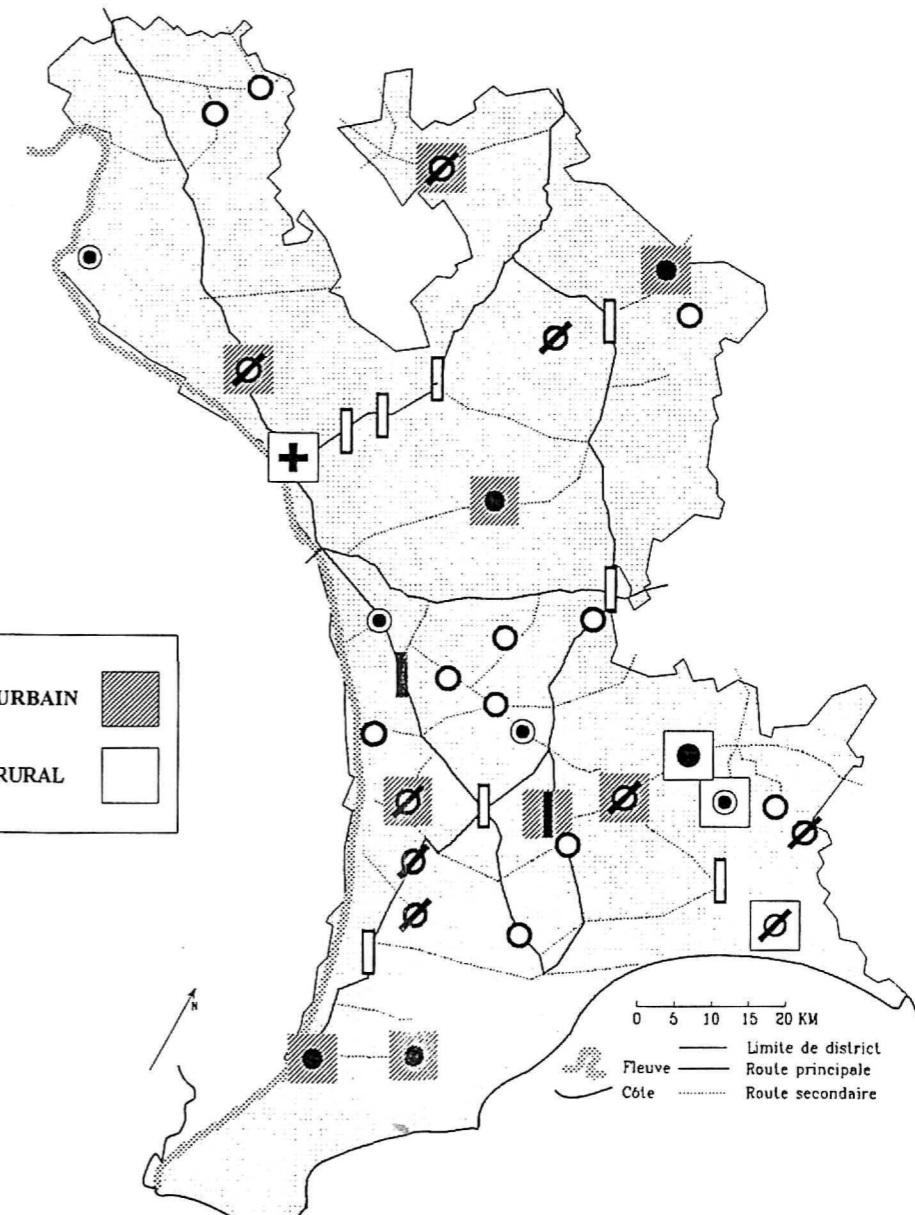 URBAIN
RURAL
N
0 5 10 15 20 KM
Limite de district
Fleuve Route principale
Côte Route secondaire